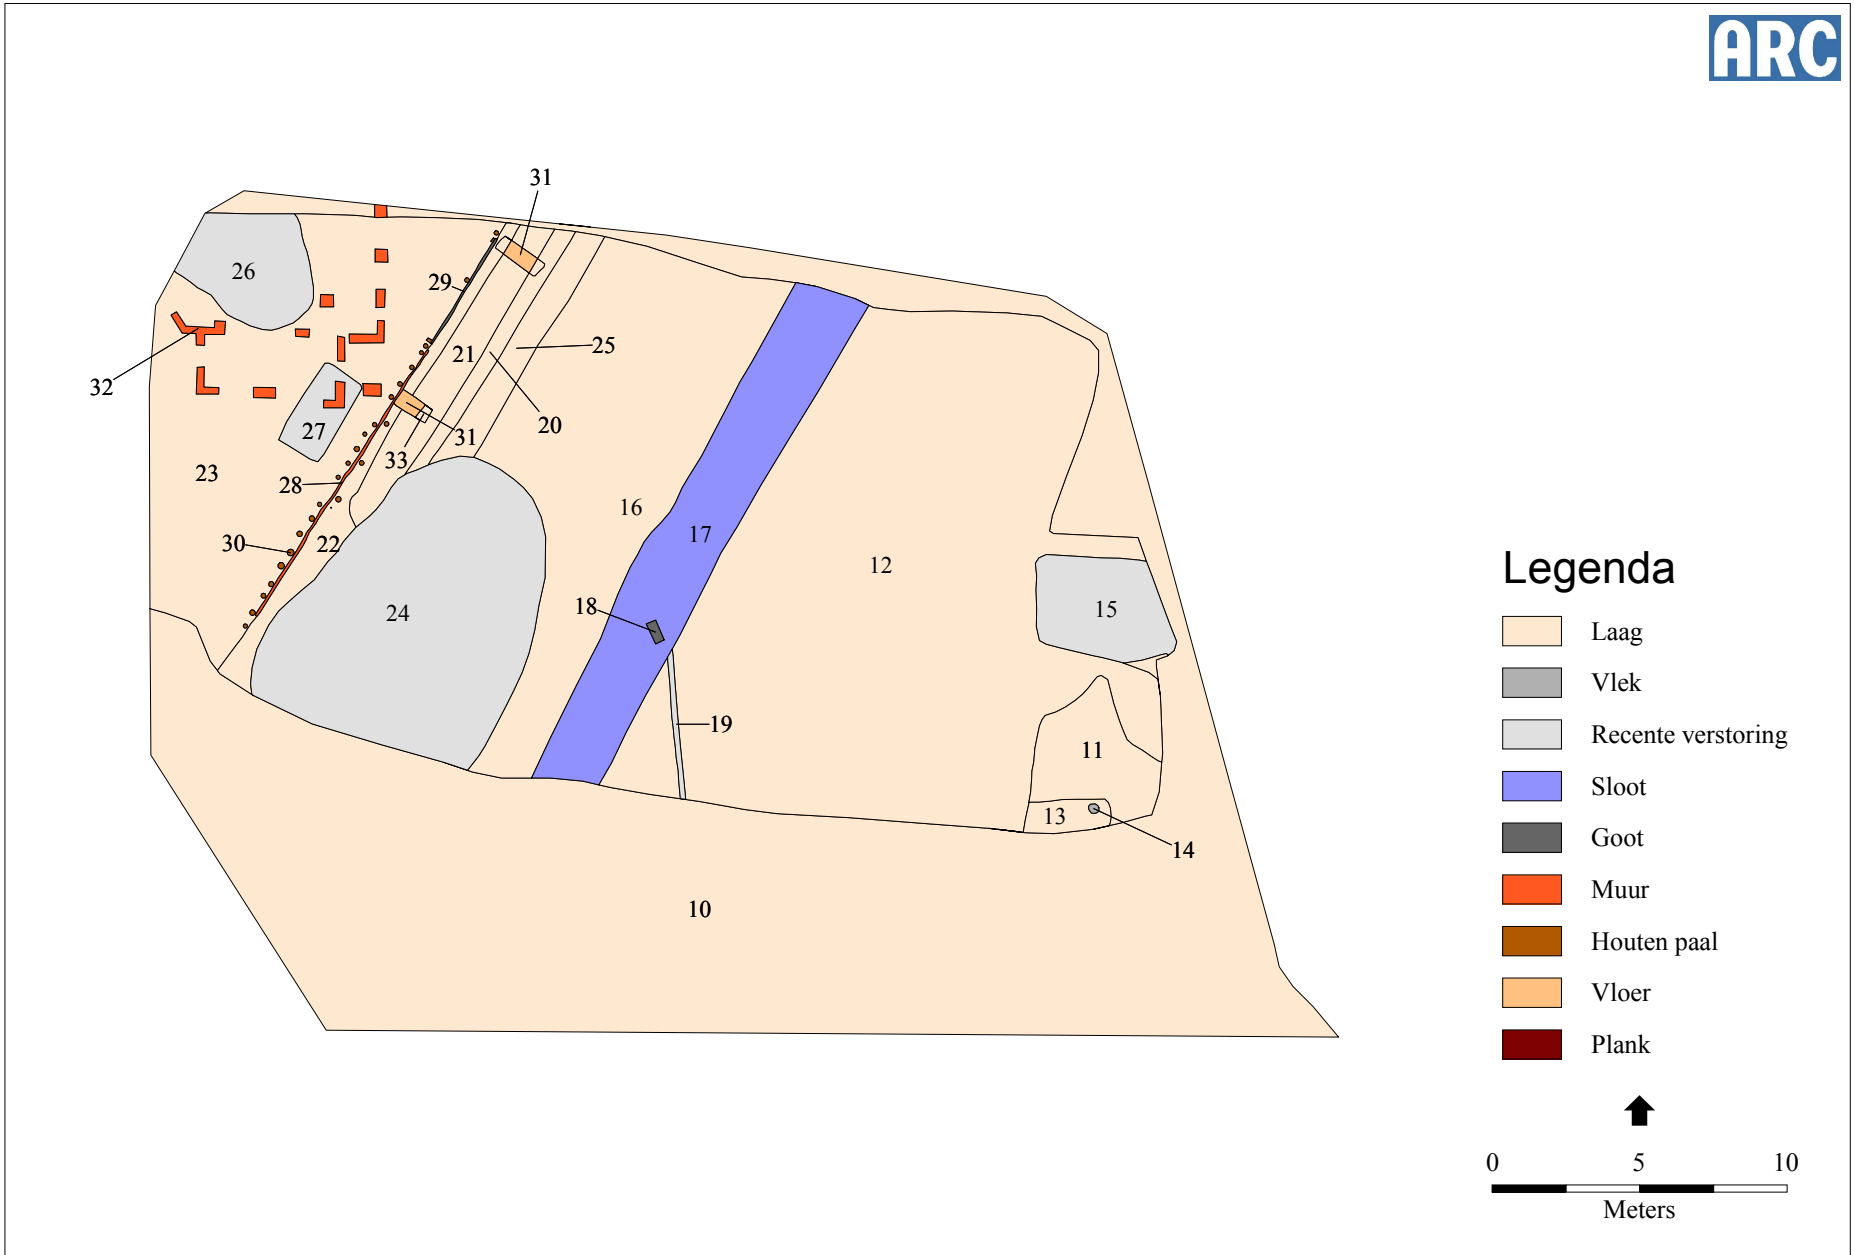 ARC
31
26
29
21
25
32
20
27
31
33
23
28
16
17
30
22
12
18
15
24
19
11
13
14
10
Legenda
Laag
Vlek
Recente verstoring
Sloot
Goot
Muur
Houten paal
Vloer
Plank
0 5 10
Meters